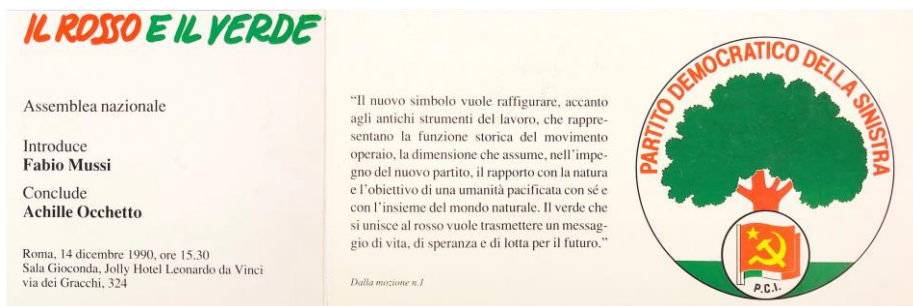 IL ROSSO E IL VERDE
Assemblea nazionale
Introduce
Fabio Mussi
Conclude
Achille Occhetto
Roma, 14 dicembre 1990, ore 15.30
Sala Gioconda, Jolly Hotel Leonardo da Vinci
via dei Gracchi, 324
“Il nuovo simbolo vuole raffigurare, accanto
agli antichi strumenti del lavoro, che rappre-
sentano la funzione storica del movimento
operaio, la dimensione che assume, nell'impe-
gno del nuovo partito, il rapporto con la natura
e l'obiettivo di una umanità pacificata con sé e
con l'insieme del mondo naturale. Il verde che
si unisce al rosso vuole trasmettere un messag-
gio di vita, di speranza e di lotta per il futuro.”
Dalla mozione n.1
PARTITO DEMOCRATICO DELLA SINISTRA
P.C.I.